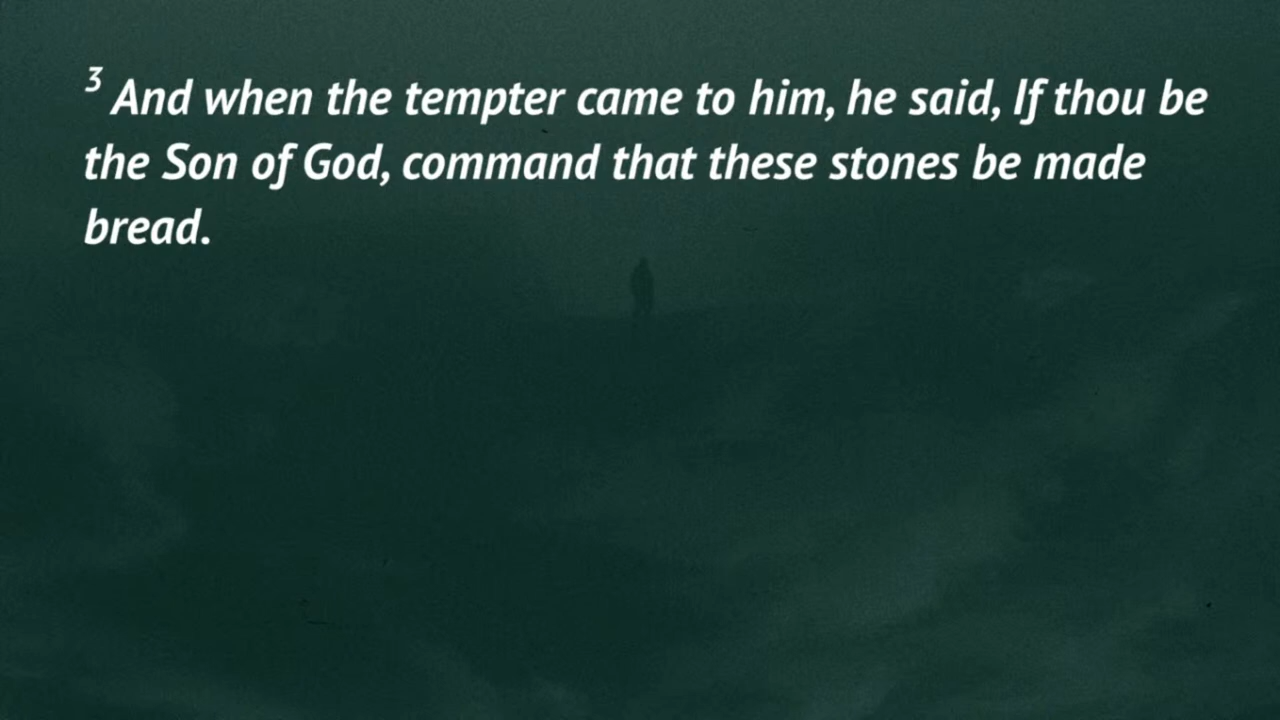 3 And when the tempter came to him, he said, If thou be
the Son of God, command that these stones be made
bread.